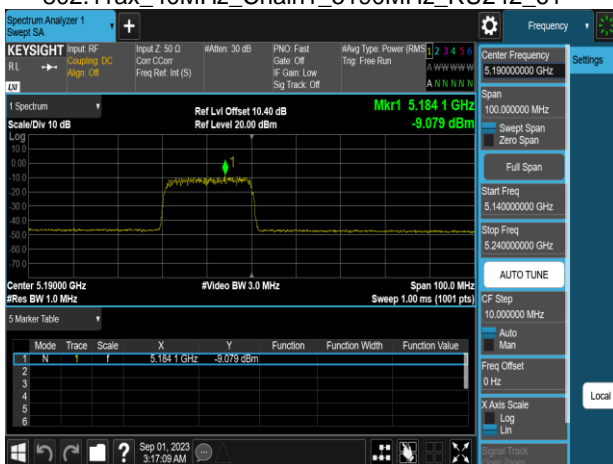 802.11ax_40MHz_Chain1_5190MHz_RU242_61
Spectrum Analyzer 1
Swept SA
+
Frequency
KEYSIGHT
RL
LXI
Input: RF
Coupling: DC
Align: Off
Input Z: 50 Ω
Corr CCorr
Freq Ref: Int (S)
#Atten: 30 dB
PNO: Fast
Gate: Off
IF Gain: Low
Sig Track: Off
#Avg Type: Power (RMS
Trig: Free Run
1 2 3 4 5 6
A W W W W W
A N N N N N
1 Spectrum
Scale/Div 10 dB
Ref Lvl Offset 10.40 dB
Ref Level 20.00 dBm
Mkr1 5.184 1 GHz
-9.079 dBm
Log
10.0
0.00
-10.0
-20.0
-30.0
-40.0
-50.0
-60.0
-70.0
1
Center 5.19000 GHz
#Res BW 1.0 MHz
#Video BW 3.0 MHz
Span 100.0 MHz
Sweep 1.00 ms (1001 pts)
5 Marker Table
Mode Trace Scale X Y Function Function Width Function Value
1 N 1 f 5.184 1 GHz -9.079 dBm
2
3
4
5
6
Sep 01, 2023
3:17:09 AM
Center Frequency
5.190000000 GHz
Span
100.000000 MHz
Swept Span
Zero Span
Full Span
Start Freq
5.140000000 GHz
Stop Freq
5.240000000 GHz
AUTO TUNE
CF Step
10.000000 MHz
Auto
Man
Freq Offset
0 Hz
X Axis Scale
Log
Lin
Signal Track
(Span Zoom)
Settings
Local